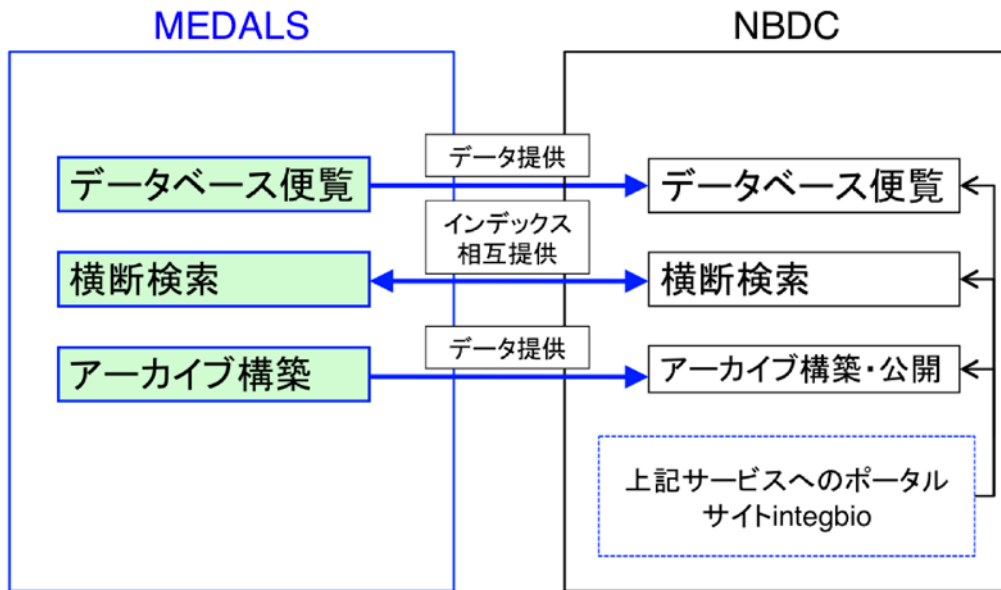 MEDALS
NBDC
データ提供
データベース便覧
データベース便覧
インデックス
相互提供
横断検索
横断検索
データ提供
アーカイブ構築
アーカイブ構築・公開
上記サービスへのポータル
サイトintegbio